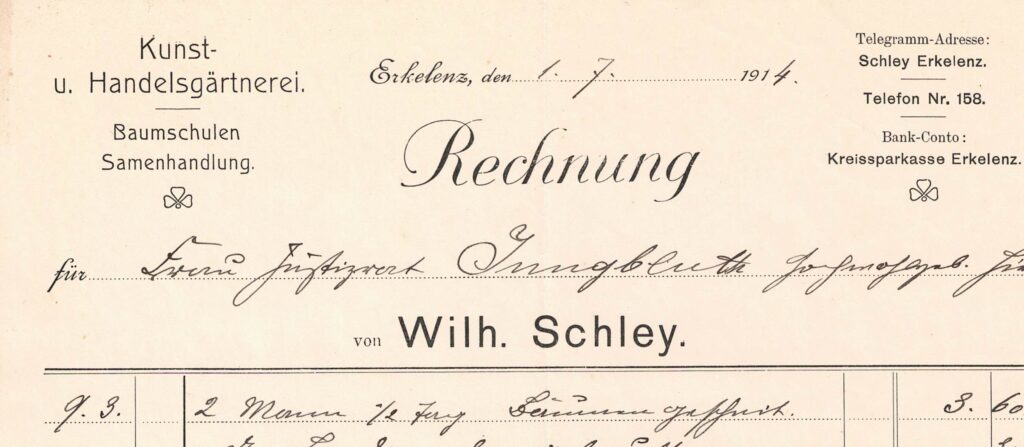 Kunst-
u. Handelsgärtnerei.
Baumschulen
Samenhandlung.
Erkelenz, den 1. 7. 1914.
Telegramm-Adresse:
Schley Erkelenz.
Telefon Nr. 158.
Bank-Conto:
Kreissparkasse Erkelenz.
Rechnung
für Frau Justizrat Jungbluth hochwohlgeb.
von Wilh. Schley.
9. 3. 2 Mann 1/2 Tag 3. 60